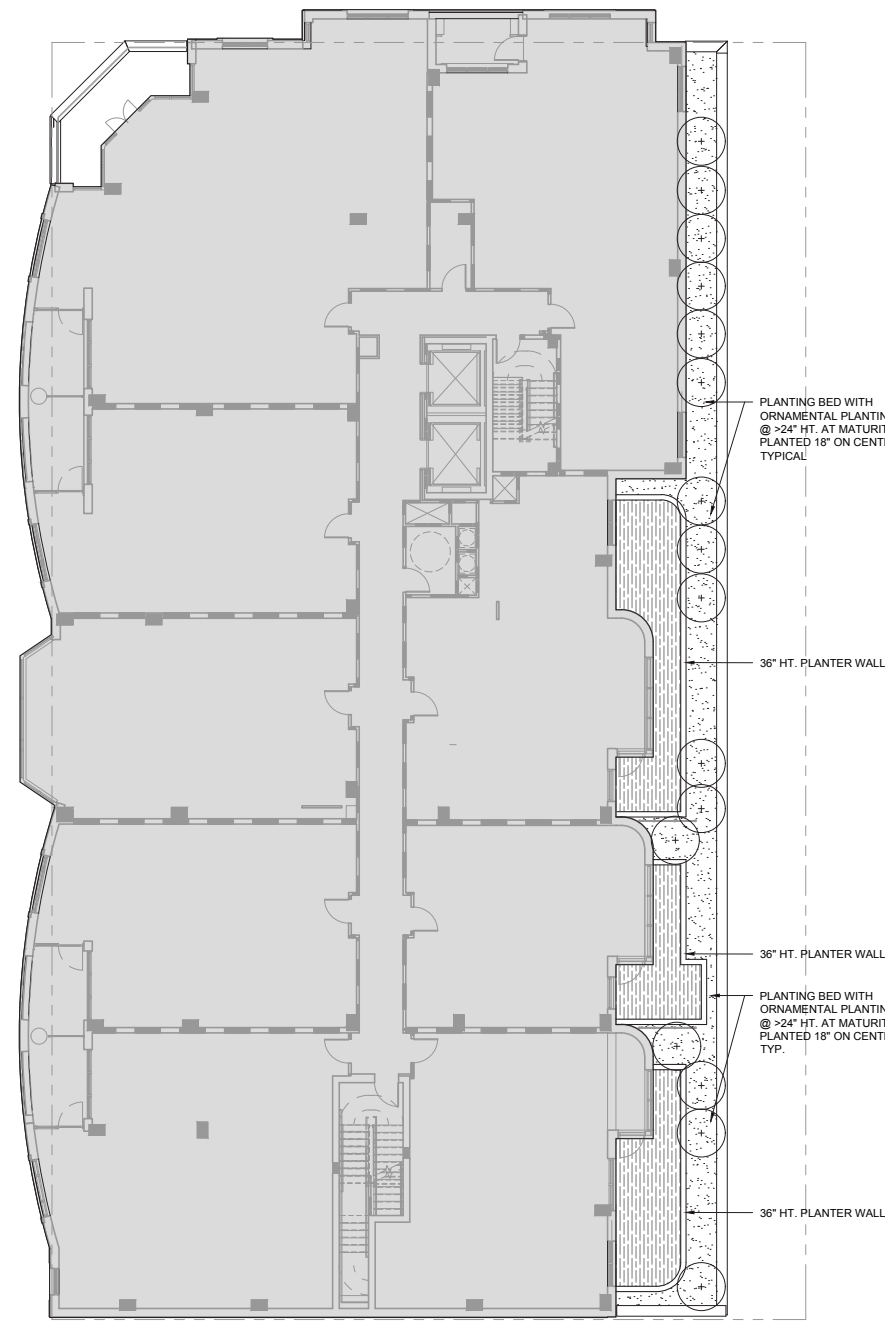 PLANTING BED WITH
ORNAMENTAL PLANTIN
@ >24" HT. AT MATURIT
PLANTED 18" ON CENT
TYPICAL
36" HT. PLANTER WALL
36" HT. PLANTER WALL
PLANTING BED WITH
ORNAMENTAL PLANTIN
@ >24" HT. AT MATURIT
PLANTED 18" ON CENT
TYP.
36" HT. PLANTER WALL